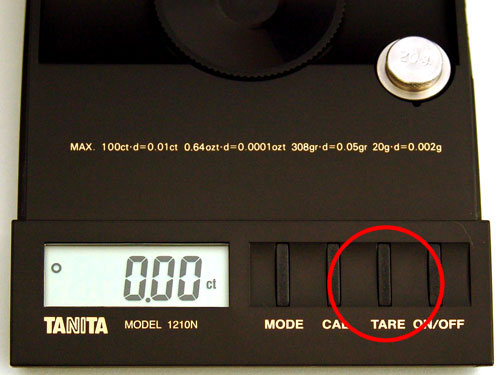 20g
MAX. 100ct·d=0.01ct 0.64ozt·d=0.0001ozt 308gr·d=0.05gr 20g·d=0.002g
0.00 ct
TANITA MODEL 1210N MODE CAL TARE ON/OFF